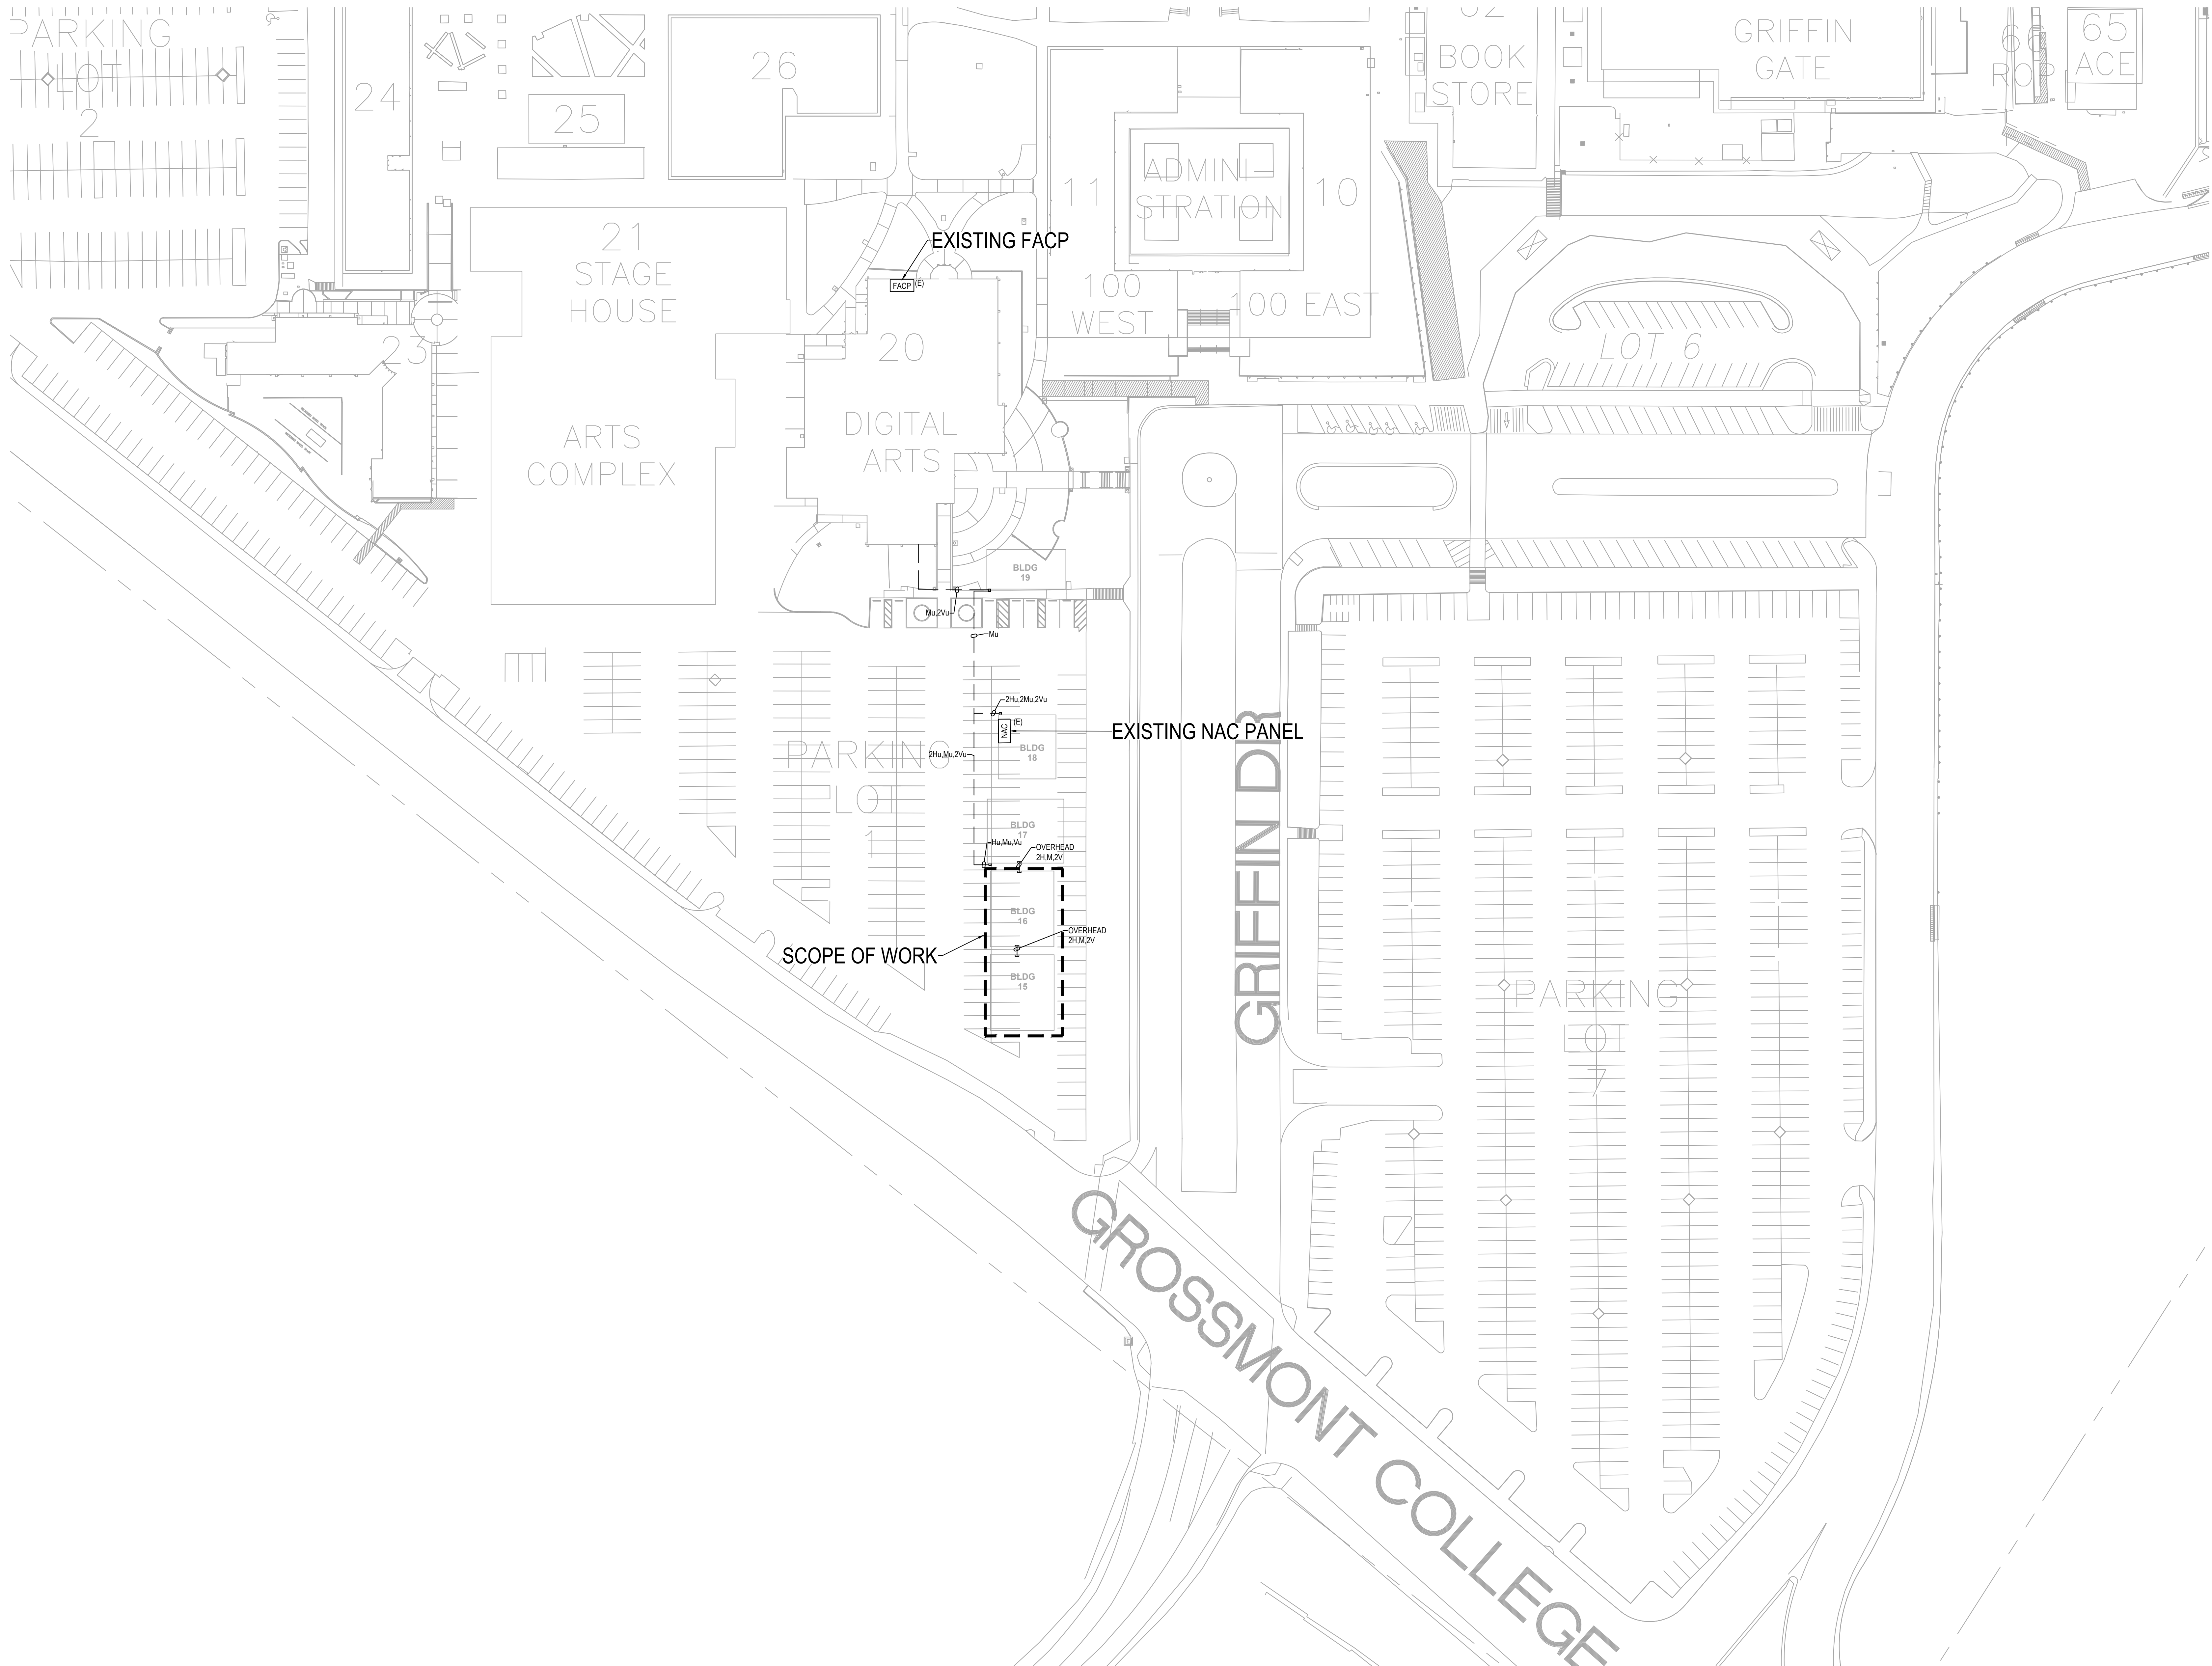 PARKING
LOT
2
24
25
26
11
ADMINI-
STRATION
10
BOOK
STORE
GRIFFIN
GATE
66
ROP
65
ACE
21
STAGE
HOUSE
EXISTING FACP
FACP
(E)
100
WEST
100 EAST
20
23
LOT 6
DIGITAL
ARTS
ARTS
COMPLEX
BLDG
19
Mu,2Vu
Mu
2Hu,2Mu,2Vu
(E)
NAC
EXISTING NAC PANEL
BLDG
18
PARKING
LOT
1
2Hu,Mu,2Vu
GRIFFIN DR
BLDG
17
Hu,Mu,Vu
OVERHEAD
2H,M,2V
BLDG
16
OVERHEAD
2H,M,2V
SCOPE OF WORK
BLDG
15
PARKING
LOT
7
GROSSMONT COLLEGE